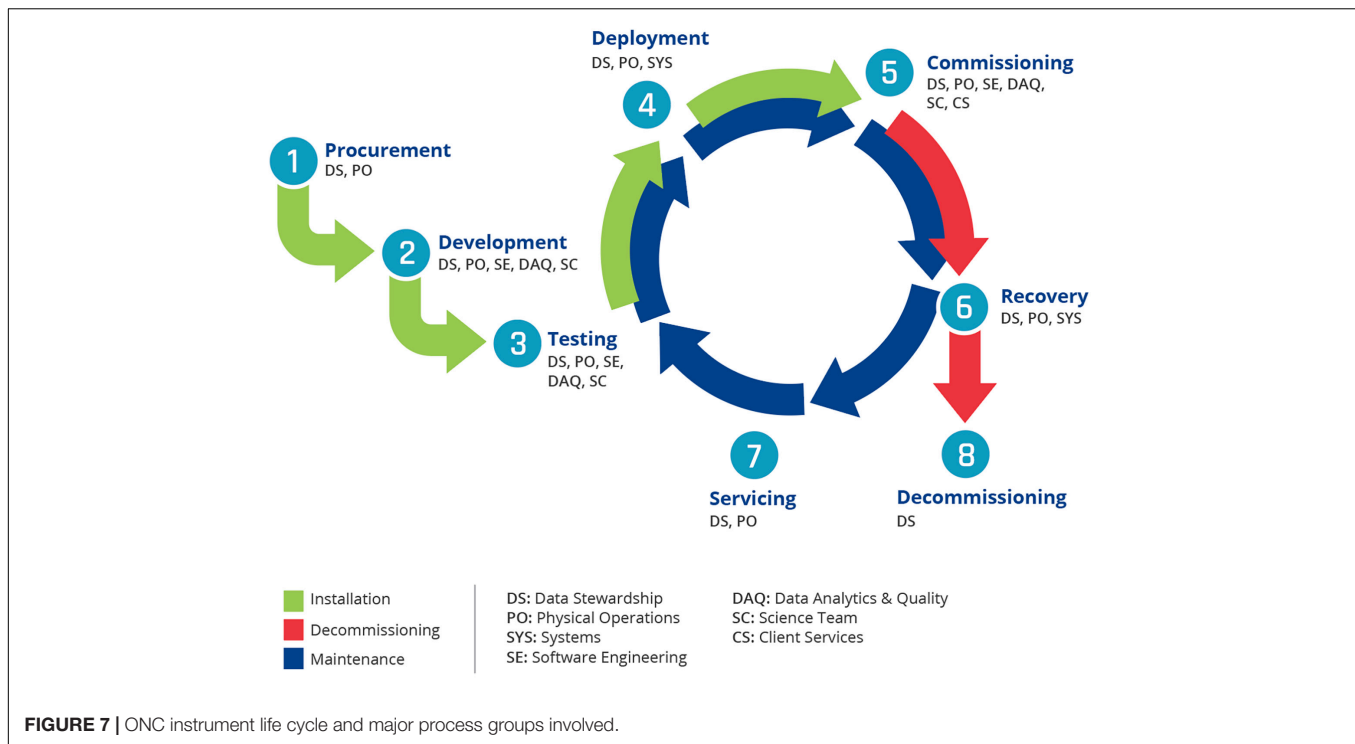 1
Procurement
DS, PO
2
Development
DS, PO, SE, DAQ, SC
3
Testing
DS, PO, SE,
DAQ, SC
Deployment
DS, PO, SYS
4
5
Commissioning
DS, PO, SE, DAQ,
SC, CS
6
Recovery
DS, PO, SYS
7
Servicing
DS, PO
8
Decommissioning
DS
Installation
Decommissioning
Maintenance
DS: Data Stewardship
PO: Physical Operations
SYS: Systems
SE: Software Engineering
DAQ: Data Analytics & Quality
SC: Science Team
CS: Client Services
FIGURE 7 | ONC instrument life cycle and major process groups involved.